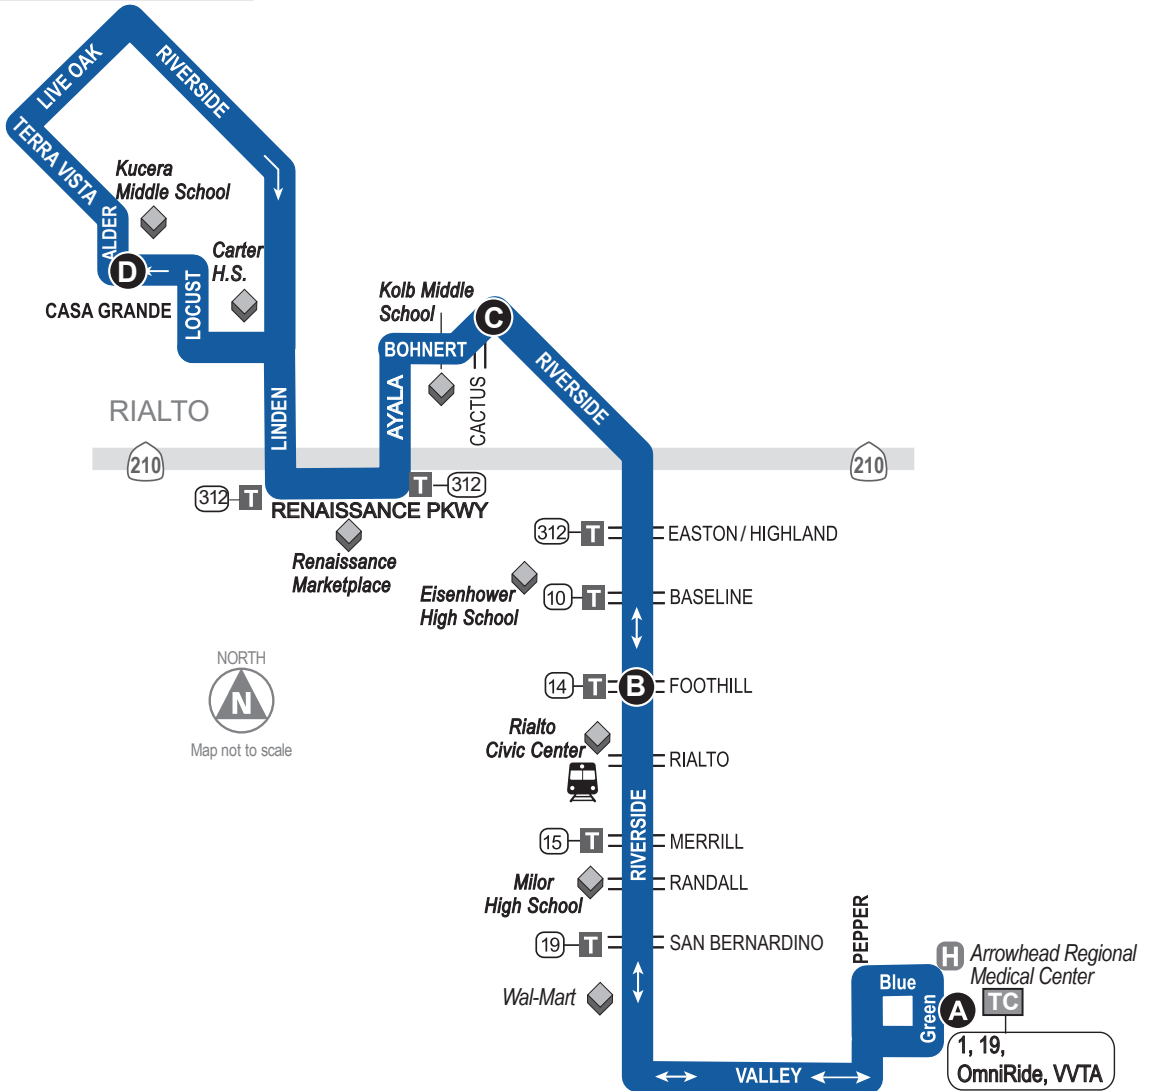 LIVE OAK
RIVERSIDE
TERRA VISTA
Kucera
Middle School
ALDER
Carter
H.S.
D
CASA GRANDE
LOCUST
Kolb Middle
School
C
BOHNERT
RIVERSIDE
AYALA
CACTUS
LINDEN
RIALTO
210
210
312
T
T
312
RENAISSANCE PKWY
Renaissance
Marketplace
312
T
EASTON / HIGHLAND
Eisenhower
High School
10
T
BASELINE
NORTH
N
Map not to scale
14
T
B
FOOTHILL
Rialto
Civic Center
RIALTO
RIVERSIDE
15
T
MERRILL
Milor
High School
RANDALL
19
T
SAN BERNARDINO
Wal-Mart
PEPPER
H
Arrowhead Regional
Medical Center
Blue
Green
A
TC
1, 19,
OmniRide, VVTA
VALLEY